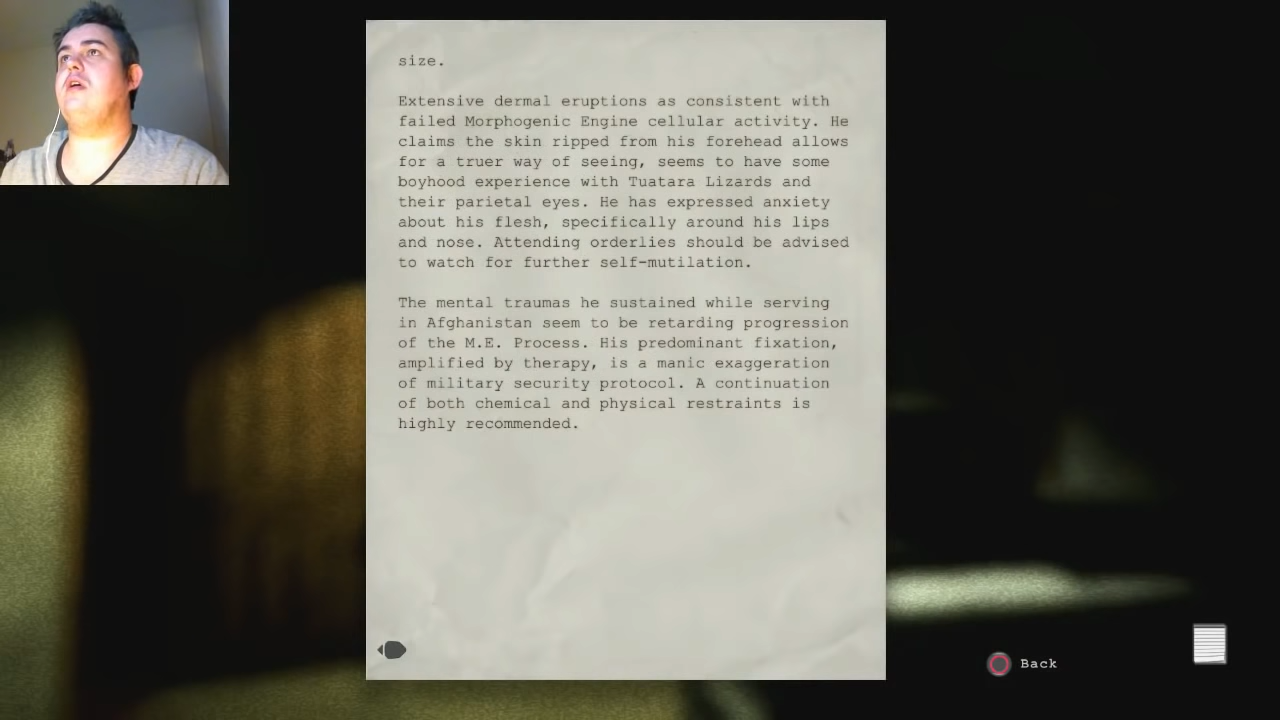 size.
Extensive dermal eruptions as consistent with
failed Morphogenic Engine cellular activity. He
claims the skin ripped from his forehead allows
for a truer way of seeing, seems to have some
boyhood experience with Tuatara Lizards and
their parietal eyes. He has expressed anxiety
about his flesh, specifically around his lips
and nose. Attending orderlies should be advised
to watch for further self-mutilation.
The mental traumas he sustained while serving
in Afghanistan seem to be retarding progression
of the M.E. Process. His predominant fixation,
amplified by therapy, is a manic exaggeration
of military security protocol. A continuation
of both chemical and physical restraints is
highly recommended.
Back